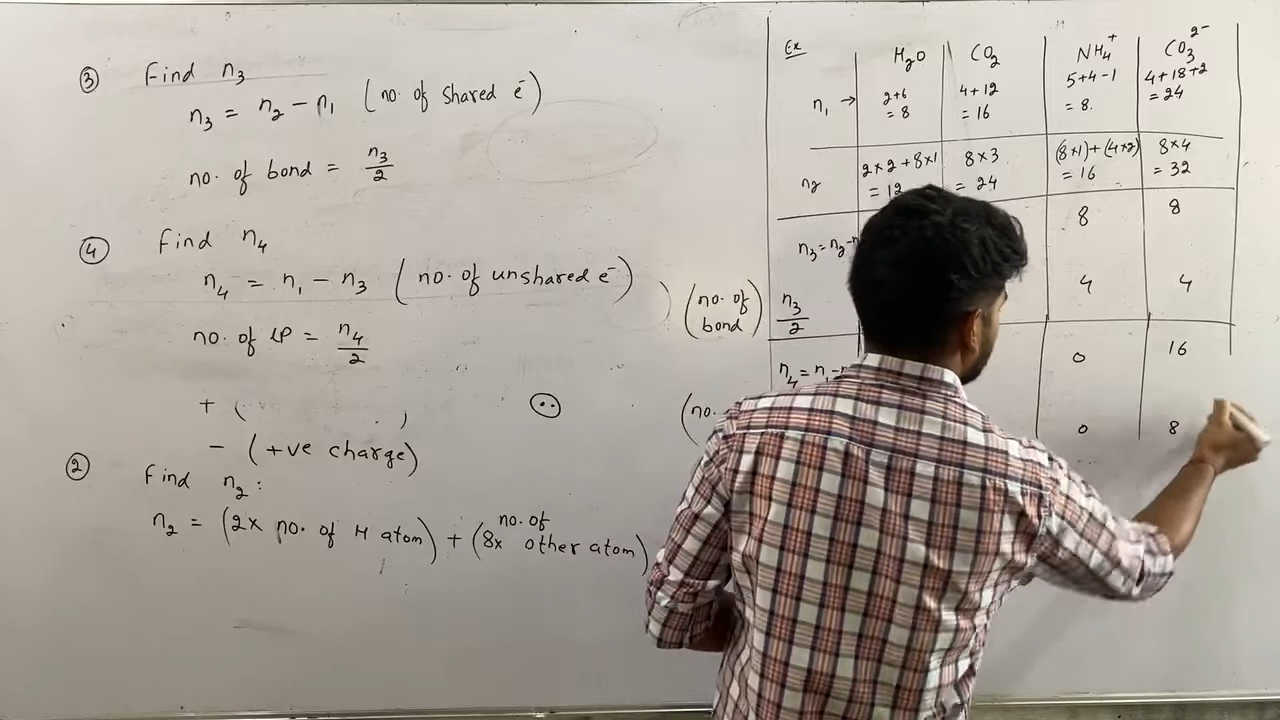 ③ Find n₃
n₃ = n₂ − n₁ (no. of shared e⁻)
no. of bond = n₃/2
④ Find n₄
n₄ = n₁ − n₃ (no. of unshared e⁻)
no. of LP = n₄/2
+ ( )
− (+ve charge)
② Find n₂:
n₂ = (2× no. of H atom) + (8× no. of other atom)
Ex H₂O CO₂ NH₄⁺ CO₃²⁻
n₁ → 2+6 4+12 5+4−1 4+18+2
= 8 = 16 = 8. = 24
n₂ 2×2+8×1 8×3 (8×1)+(4×2) 8×4
= 12 = 24 = 16 = 32
n₃ = n₂− 8 8
(no. of bond) n₃/2 4 4
n₄ = n₁− 0 16
(no. 0 8